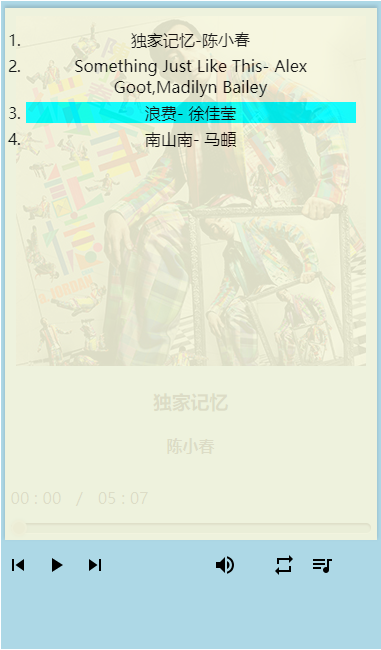 1. 独家记忆-陈小春
2. Something Just Like This- Alex
Goot,Madilyn Bailey
3. 浪费- 徐佳莹
4. 南山南- 马頔
独家记忆
陈小春
00 : 00 / 05 : 07